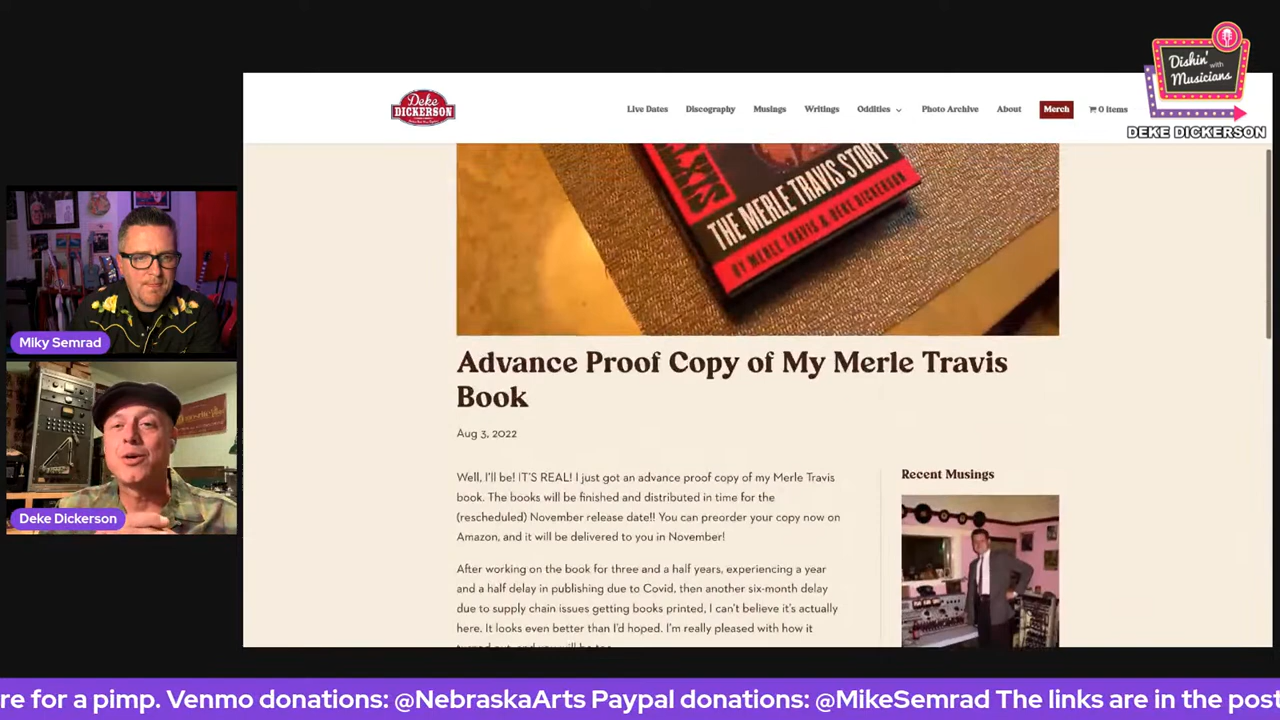 Dishin'
with
Musicians
DEKE DICKERSON
Deke
DICKERSON
Live Dates Discography Musings Writings Oddities Photo Archive About Merch 0 items
THE MERLE TRAVIS STORY
BY MERLE TRAVIS & DEKE DICKERSON
Advance Proof Copy of My Merle Travis
Book
Aug 3, 2022
Well, I'll be! IT'S REAL! I just got an advance proof copy of my Merle Travis
book. The books will be finished and distributed in time for the
(rescheduled) November release date!! You can preorder your copy now on
Amazon, and it will be delivered to you in November!
After working on the book for three and a half years, experiencing a year
and a half delay in publishing due to Covid, then another six-month delay
due to supply chain issues getting books printed, I can't believe it's actually
here. It looks even better than I'd hoped. I'm really pleased with how it
Recent Musings
Miky Semrad
Deke Dickerson
re for a pimp. Venmo donations: @NebraskaArts Paypal donations: @MikeSemrad The links are in the post